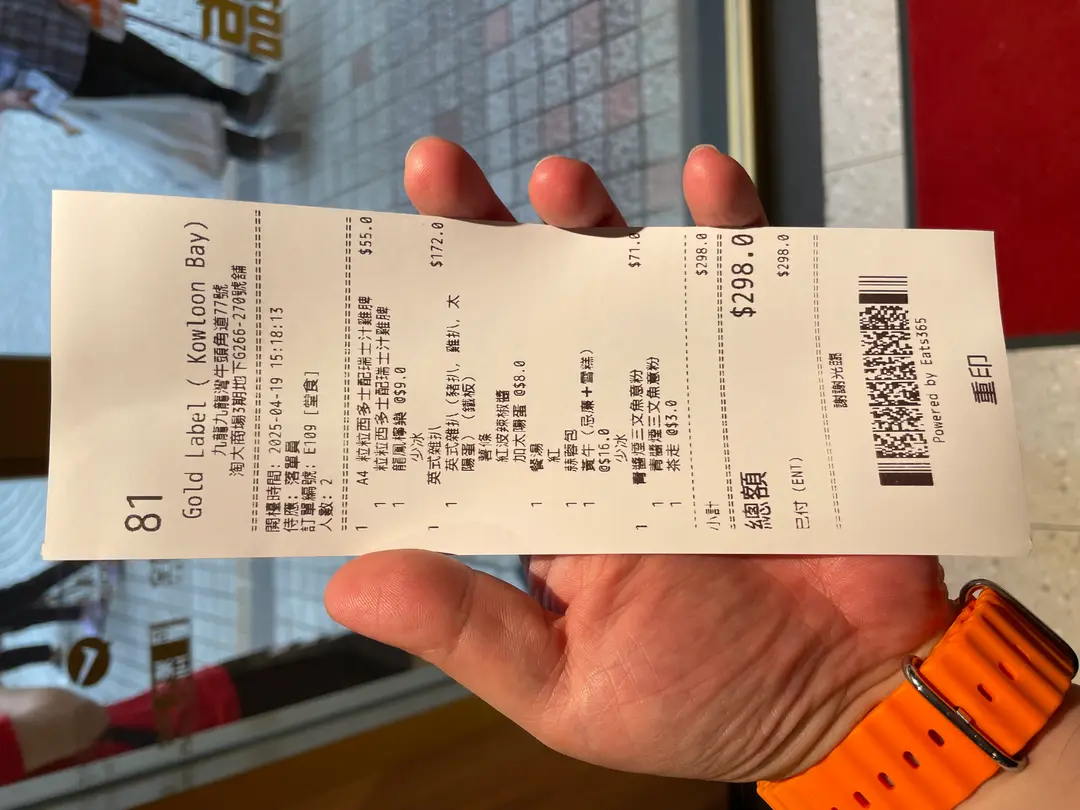 81
Gold Label ( Kowloon Bay)
九龍九龍灣牛頭角道77號
淘大商場3期地下G266-270號舖
開檯時間: 2025-04-19 15:18:13
侍應: 落單員
訂單編號: E109 [堂食]
人數: 2
1 A4 粒粒西多士配瑞士汁雞脾 $55.0
1 粒粒西多士配瑞士汁雞脾
1 龍鳳檸樂 @$9.0
少冰
1 英式雜扒 $172.0
1 英式雜扒 (豬扒, 雞扒, 太
陽蛋) (鐵板)
薯條
紅波辣椒醬
加太陽蛋 @$8.0
1 餐湯
紅
1 赫蓉包
1 黃牛 (忌廉+雪糕)
@$16.0
少冰
1 青醬煙三文魚意粉 $71.0
1 青醬煙三文魚意粉
1 茶走 @$3.0
小計 $298.0
總額 $298.0
已付 (ENT) $298.0
謝謝光臨
Powered by Eats365
重印